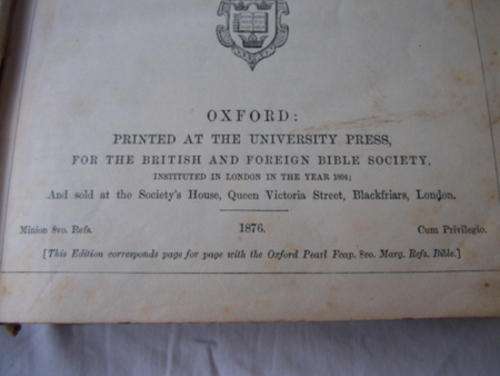 OXFORD:
PRINTED AT THE UNIVERSITY PRESS,
FOR THE BRITISH AND FOREIGN BIBLE SOCIETY,
INSTITUTED IN LONDON IN THE YEAR 1804;
And sold at the Society's House, Queen Victoria Street, Blackfriars, London.
Minion 8vo. Refs. 1876. Cum Privilegio.
[This Edition corresponds page for page with the Oxford Pearl Fcap. 8vo. Marg. Refs. Bible.]